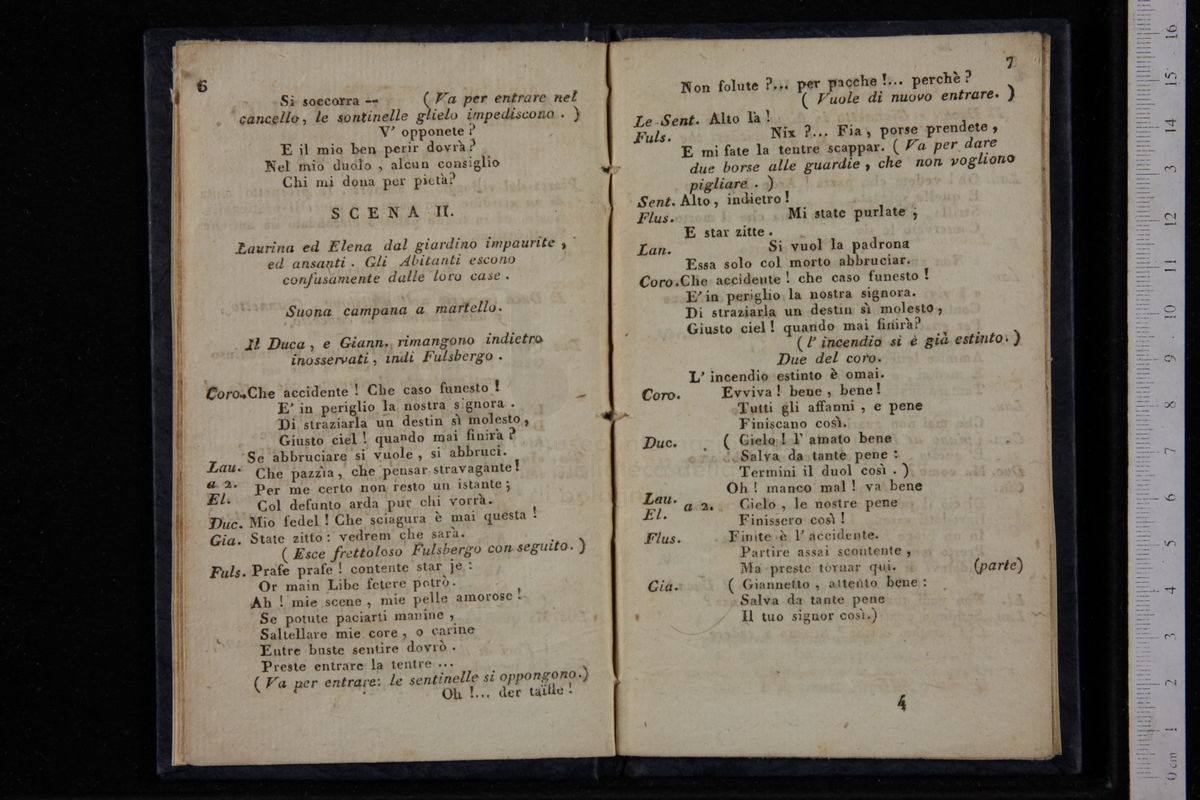 6
Si soccorra — ( Va per entrare nel
cancello, le sontinelle glielo impediscono . )
V' opponete?
E il mio ben perir dovrà?
Nel mio duolo , alcun consiglio
Chi mi dona per pietà?
SCENA II.
Laurina ed Elena dal giardino impaurite ,
ed ansanti . Gli Abitanti escono
confusamente dalle loro case .
Suona campana a martello.
Il Duca , e Giann. rimangono indietro
inosservati , indi Fulsbergo .
Coro. Che accidente ! Che caso funesto !
E' in periglio la nostra signora .
Di straziarla un destin sì molesto,
Giusto ciel ! quando mai finirà ?
Se abbruciare si vuole , si abbruci.
Lau. Che pazzìa , che pensar stravagante!
a 2. Per me certo non resto un istante ;
El. Col defunto arda pur chi vorrà.
Duc. Mio fedel ! Che sciagura è mai questa !
Gia. State zitto : vedrem che sarà.
( Esce frettoloso Fulsbergo con seguito. )
Fuls. Prafe prafe ! contente star je :
Or main Libe fetere potrò.
Ah ! mie scene , mie pelle amorose !
Se potute paciarti manine ,
Saltellare mie core , o carine
Entre buste sentire dovrò .
Preste entrare la tentre ...
( Va per entrare: le sentinelle si oppongono.)
Oh !... der taifle !
7
Non folute ?... per pacche !... perchè ?
( Vuole di nuovo entrare. )
Le Sent. Alto là !
Fuls. Nix ?... Fia , porse prendete ,
E mi fate la tentre scappar. ( Va per dare
due borse alle guardie , che non vogliono
pigliare . )
Sent. Alto , indietro !
Flus. Mi state purlate ;
E star zitte .
Lan. Si vuol la padrona
Essa solo col morto abbruciar.
Coro. Che accidente ! che caso funesto !
E' in periglio la nostra signora.
Di straziarla un destin sì molesto ,
Giusto ciel ! quando mai finirà?
( l' incendio si è già estinto. )
Due del coro.
L' incendio estinto è omai.
Coro. Evviva ! bene , bene !
Tutti gli affanni , e pene
Finiscano così.
Duc. ( Cielo ! l' amato bene
Salva da tante pene :
Termini il duol così . )
Oh ! manco mal ! va bene
Lau. a 2. Cielo , le nostre pene
El. Finissero così !
Flus. Finite è l' accidente.
Partire assai scontente ,
Ma preste tornar qui. (parte)
Gia. ( Giannetto , attento bene :
Salva da tante pene
Il tuo signor così.)
4